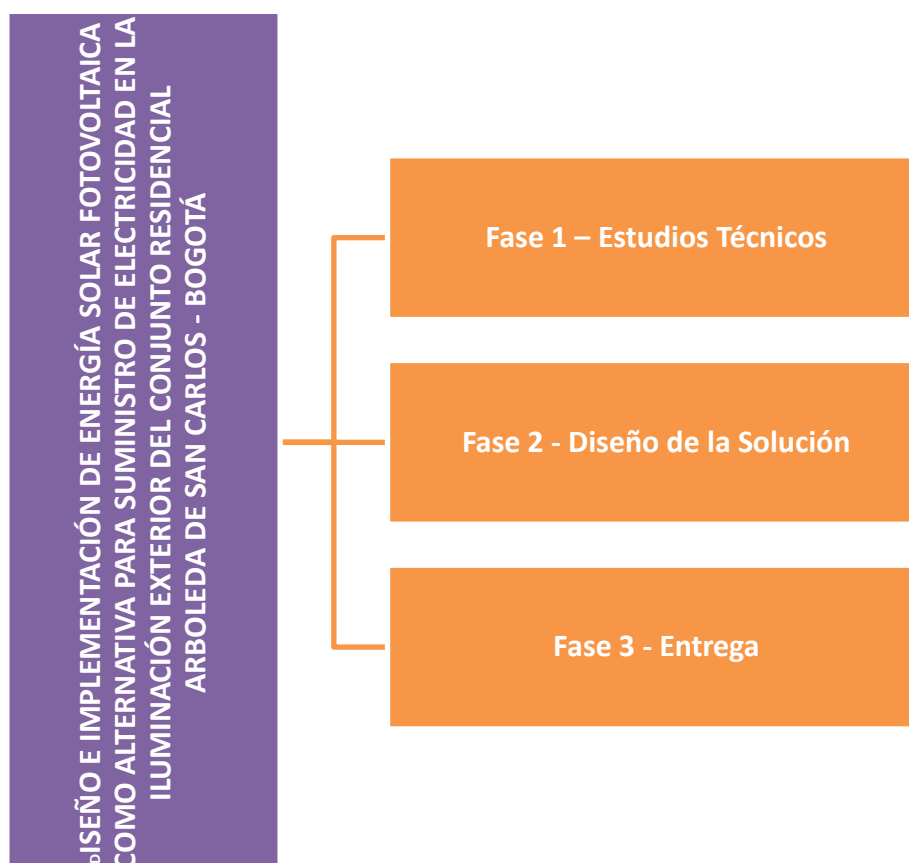 DISEÑO E IMPLEMENTACIÓN DE ENERGÍA SOLAR FOTOVOLTAICA
COMO ALTERNATIVA PARA SUMINISTRO DE ELECTRICIDAD EN LA
ILUMINACIÓN EXTERIOR DEL CONJUNTO RESIDENCIAL
ARBOLEDA DE SAN CARLOS - BOGOTÁ
Fase 1 – Estudios Técnicos
Fase 2 - Diseño de la Solución
Fase 3 - Entrega